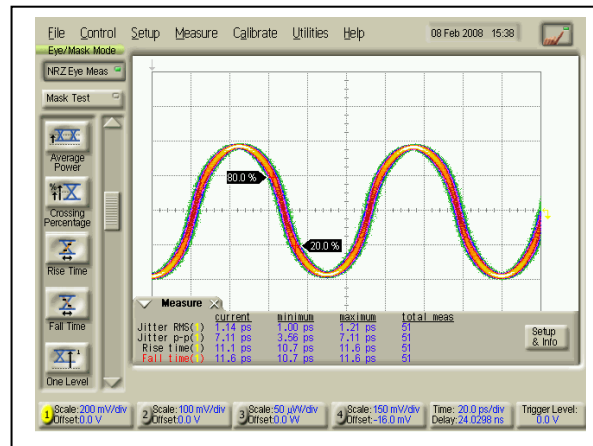 File Control Setup Measure Calibrate Utilities Help 08 Feb 2008 15:38
Eye/Mask Mode
NRZ Eye Meas
Mask Test
Average
Power
Crossing
Percentage
Rise Time
Fall Time
One Level
80.0 %
20.0 %
Measure
current minimum maximum total meas
Jitter RMS(1) 1.14 ps 1.00 ps 1.21 ps 51
Jitter p-p(1) 7.11 ps 3.56 ps 7.11 ps 51
Rise time(1) 11.1 ps 10.7 ps 11.6 ps 51
Fall time(1) 11.6 ps 10.7 ps 11.6 ps 51
Setup
& Info
1 Scale:200 mV/div
Offset:0.0 V
2 Scale:100 mV/div
Offset:0.0 V
3 Scale:50 µW/div
Offset:0.0 W
4 Scale:150 mV/div
Offset:-16.0 mV
Time: 20.0 ps/div
Delay:24.0298 ns
Trigger Level:
0.0 V